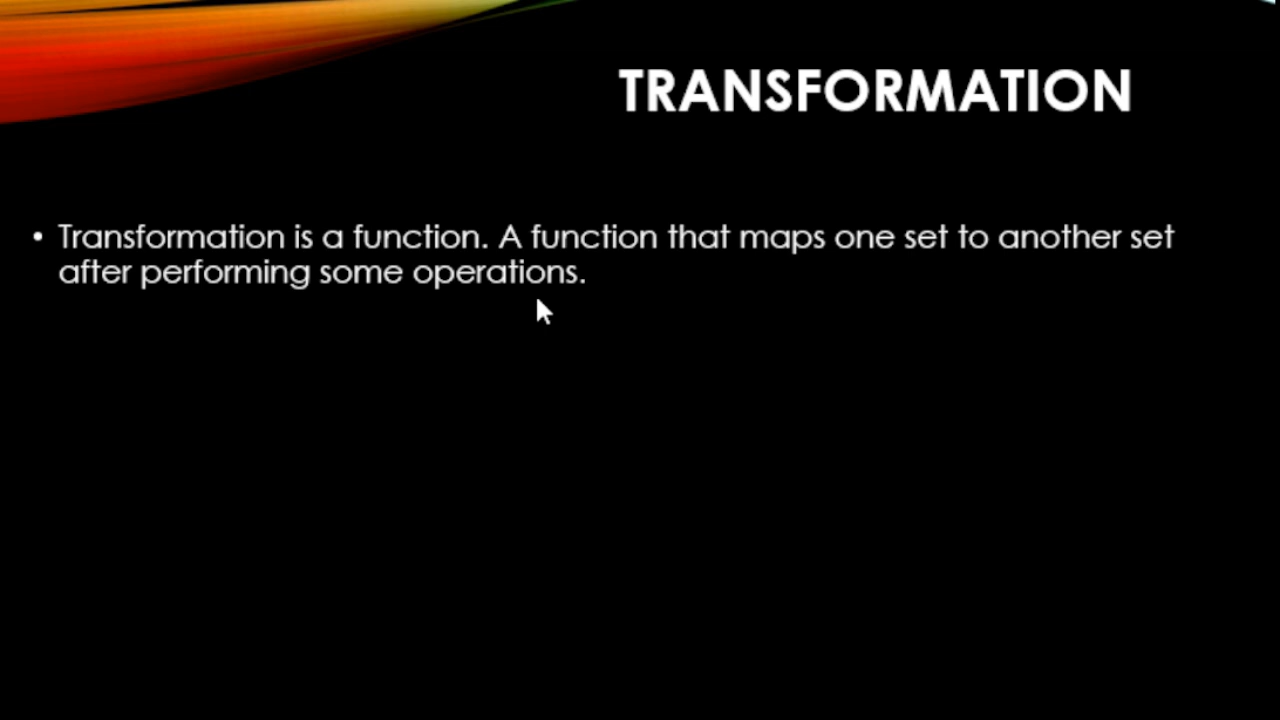 TRANSFORMATION
• Transformation is a function. A function that maps one set to another set
after performing some operations.